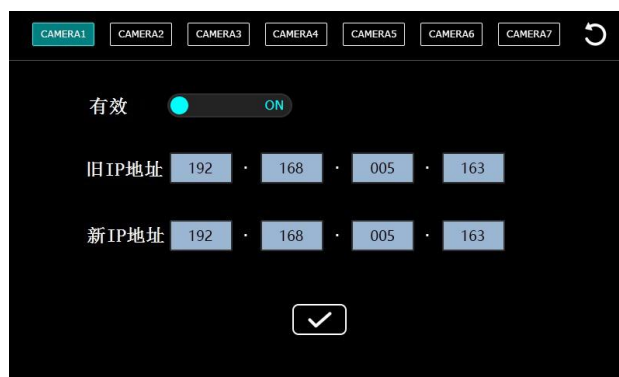 CAMERA1 CAMERA2 CAMERA3 CAMERA4 CAMERA5 CAMERA6 CAMERA7
有效 ON
旧IP地址 192 · 168 · 005 · 163
新IP地址 192 · 168 · 005 · 163